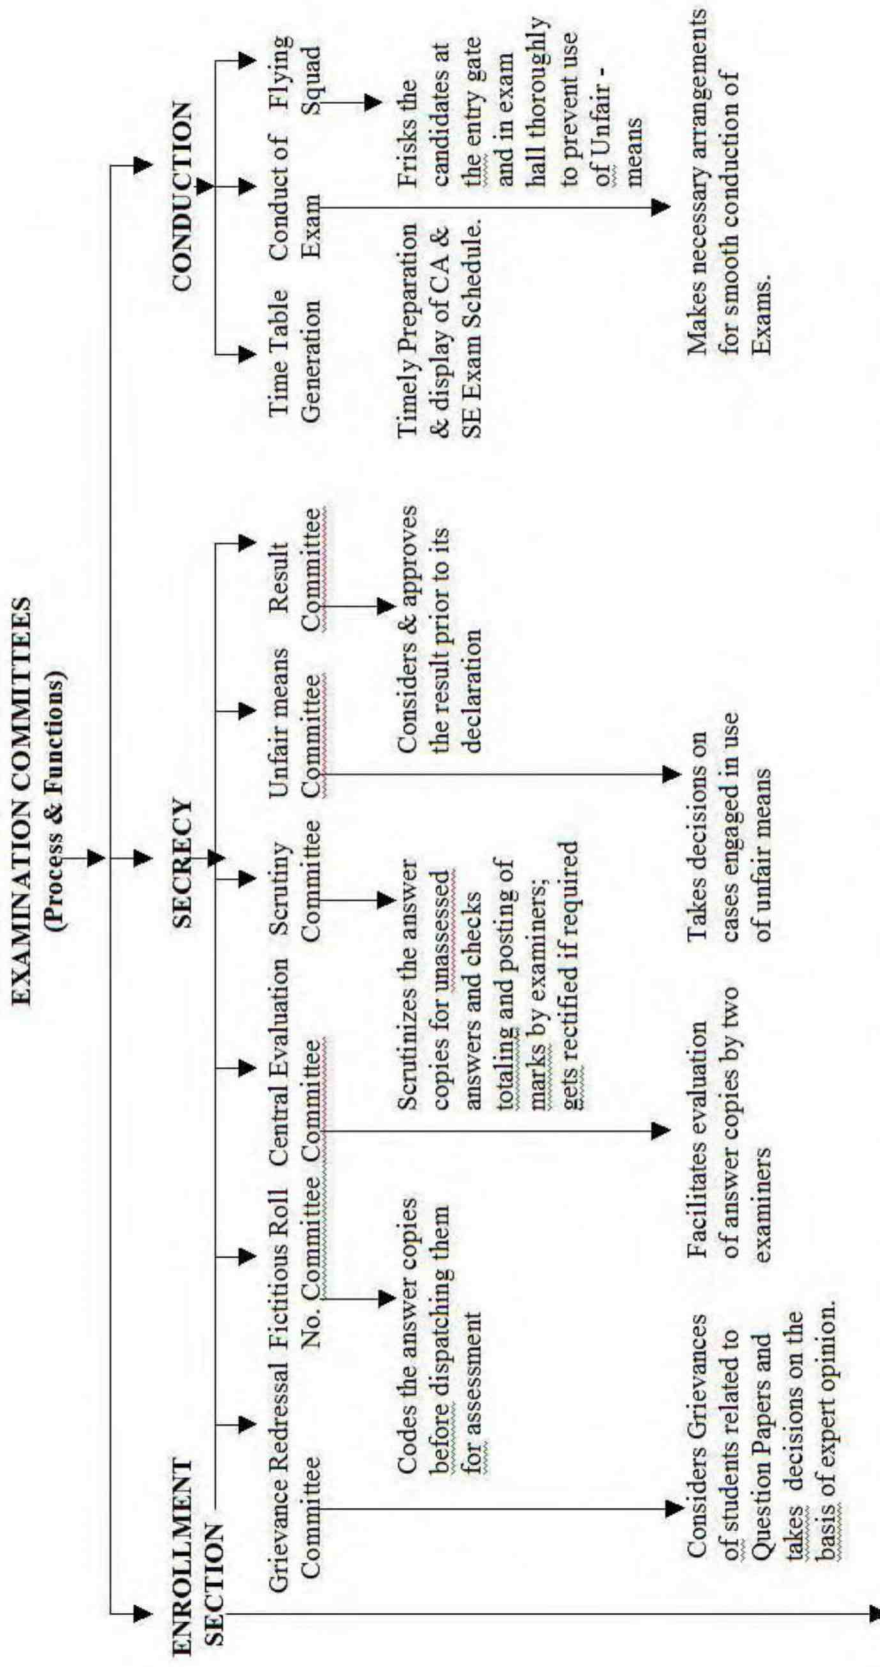 EXAMINATION COMMITTEES
(Process & Functions)
ENROLLMENT
SECTION
SECRECY
CONDUCTION
Grievance Redressal
Committee
Fictitious Roll
No. Committee
Central Evaluation
Committee
Scrutiny
Committee
Unfair means
Committee
Result
Committee
Time Table
Generation
Conduct of
Exam
Flying
Squad
Codes the answer copies
before dispatching them
for assessment
Scrutinizes the answer
copies for unassessed
answers and checks
totaling and posting of
marks by examiners;
gets rectified if required
Considers & approves
the result prior to its
declaration
Timely Preparation
& display of CA &
SE Exam Schedule.
Frisks the
candidates at
the entry gate
and in exam
hall thoroughly
to prevent use
of Unfair -
means
Considers Grievances
of students related to
Question Papers and
takes decisions on the
basis of expert opinion.
Facilitates evaluation
of answer copies by two
examiners
Takes decisions on
cases engaged in use
of unfair means
Makes necessary arrangements
for smooth conduction of
Exams.